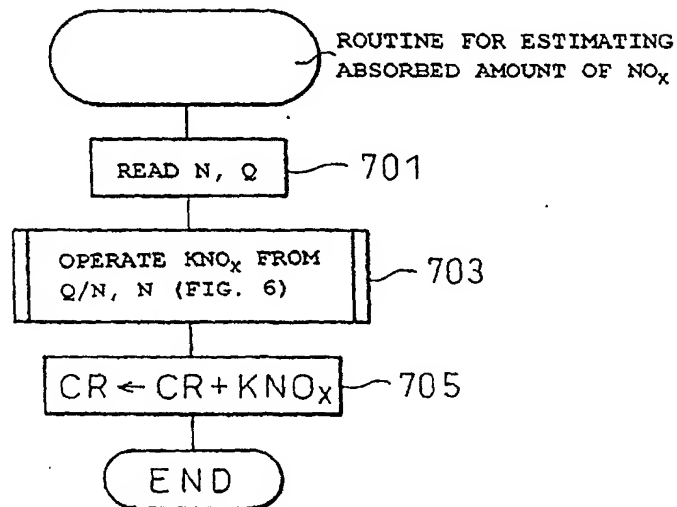 ROUTINE FOR ESTIMATING
ABSORBED AMOUNT OF NOx
READ N, Q
701
OPERATE KNOx FROM
Q/N, N (FIG. 6)
703
CR ← CR + KNOx
705
END